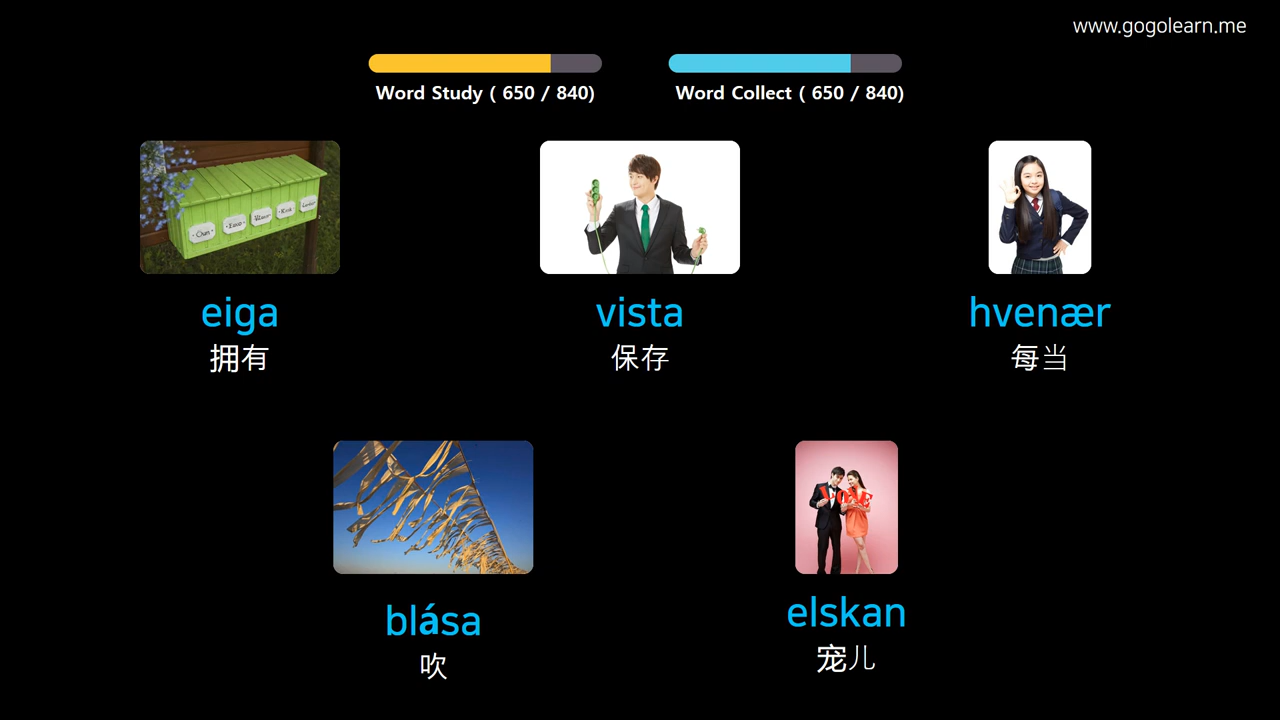 www.gogolearn.me
Word Study ( 650 / 840)
Word Collect ( 650 / 840)
eiga
拥有
vista
保存
hvenær
每当
blása
吹
LOVE
elskan
宠儿